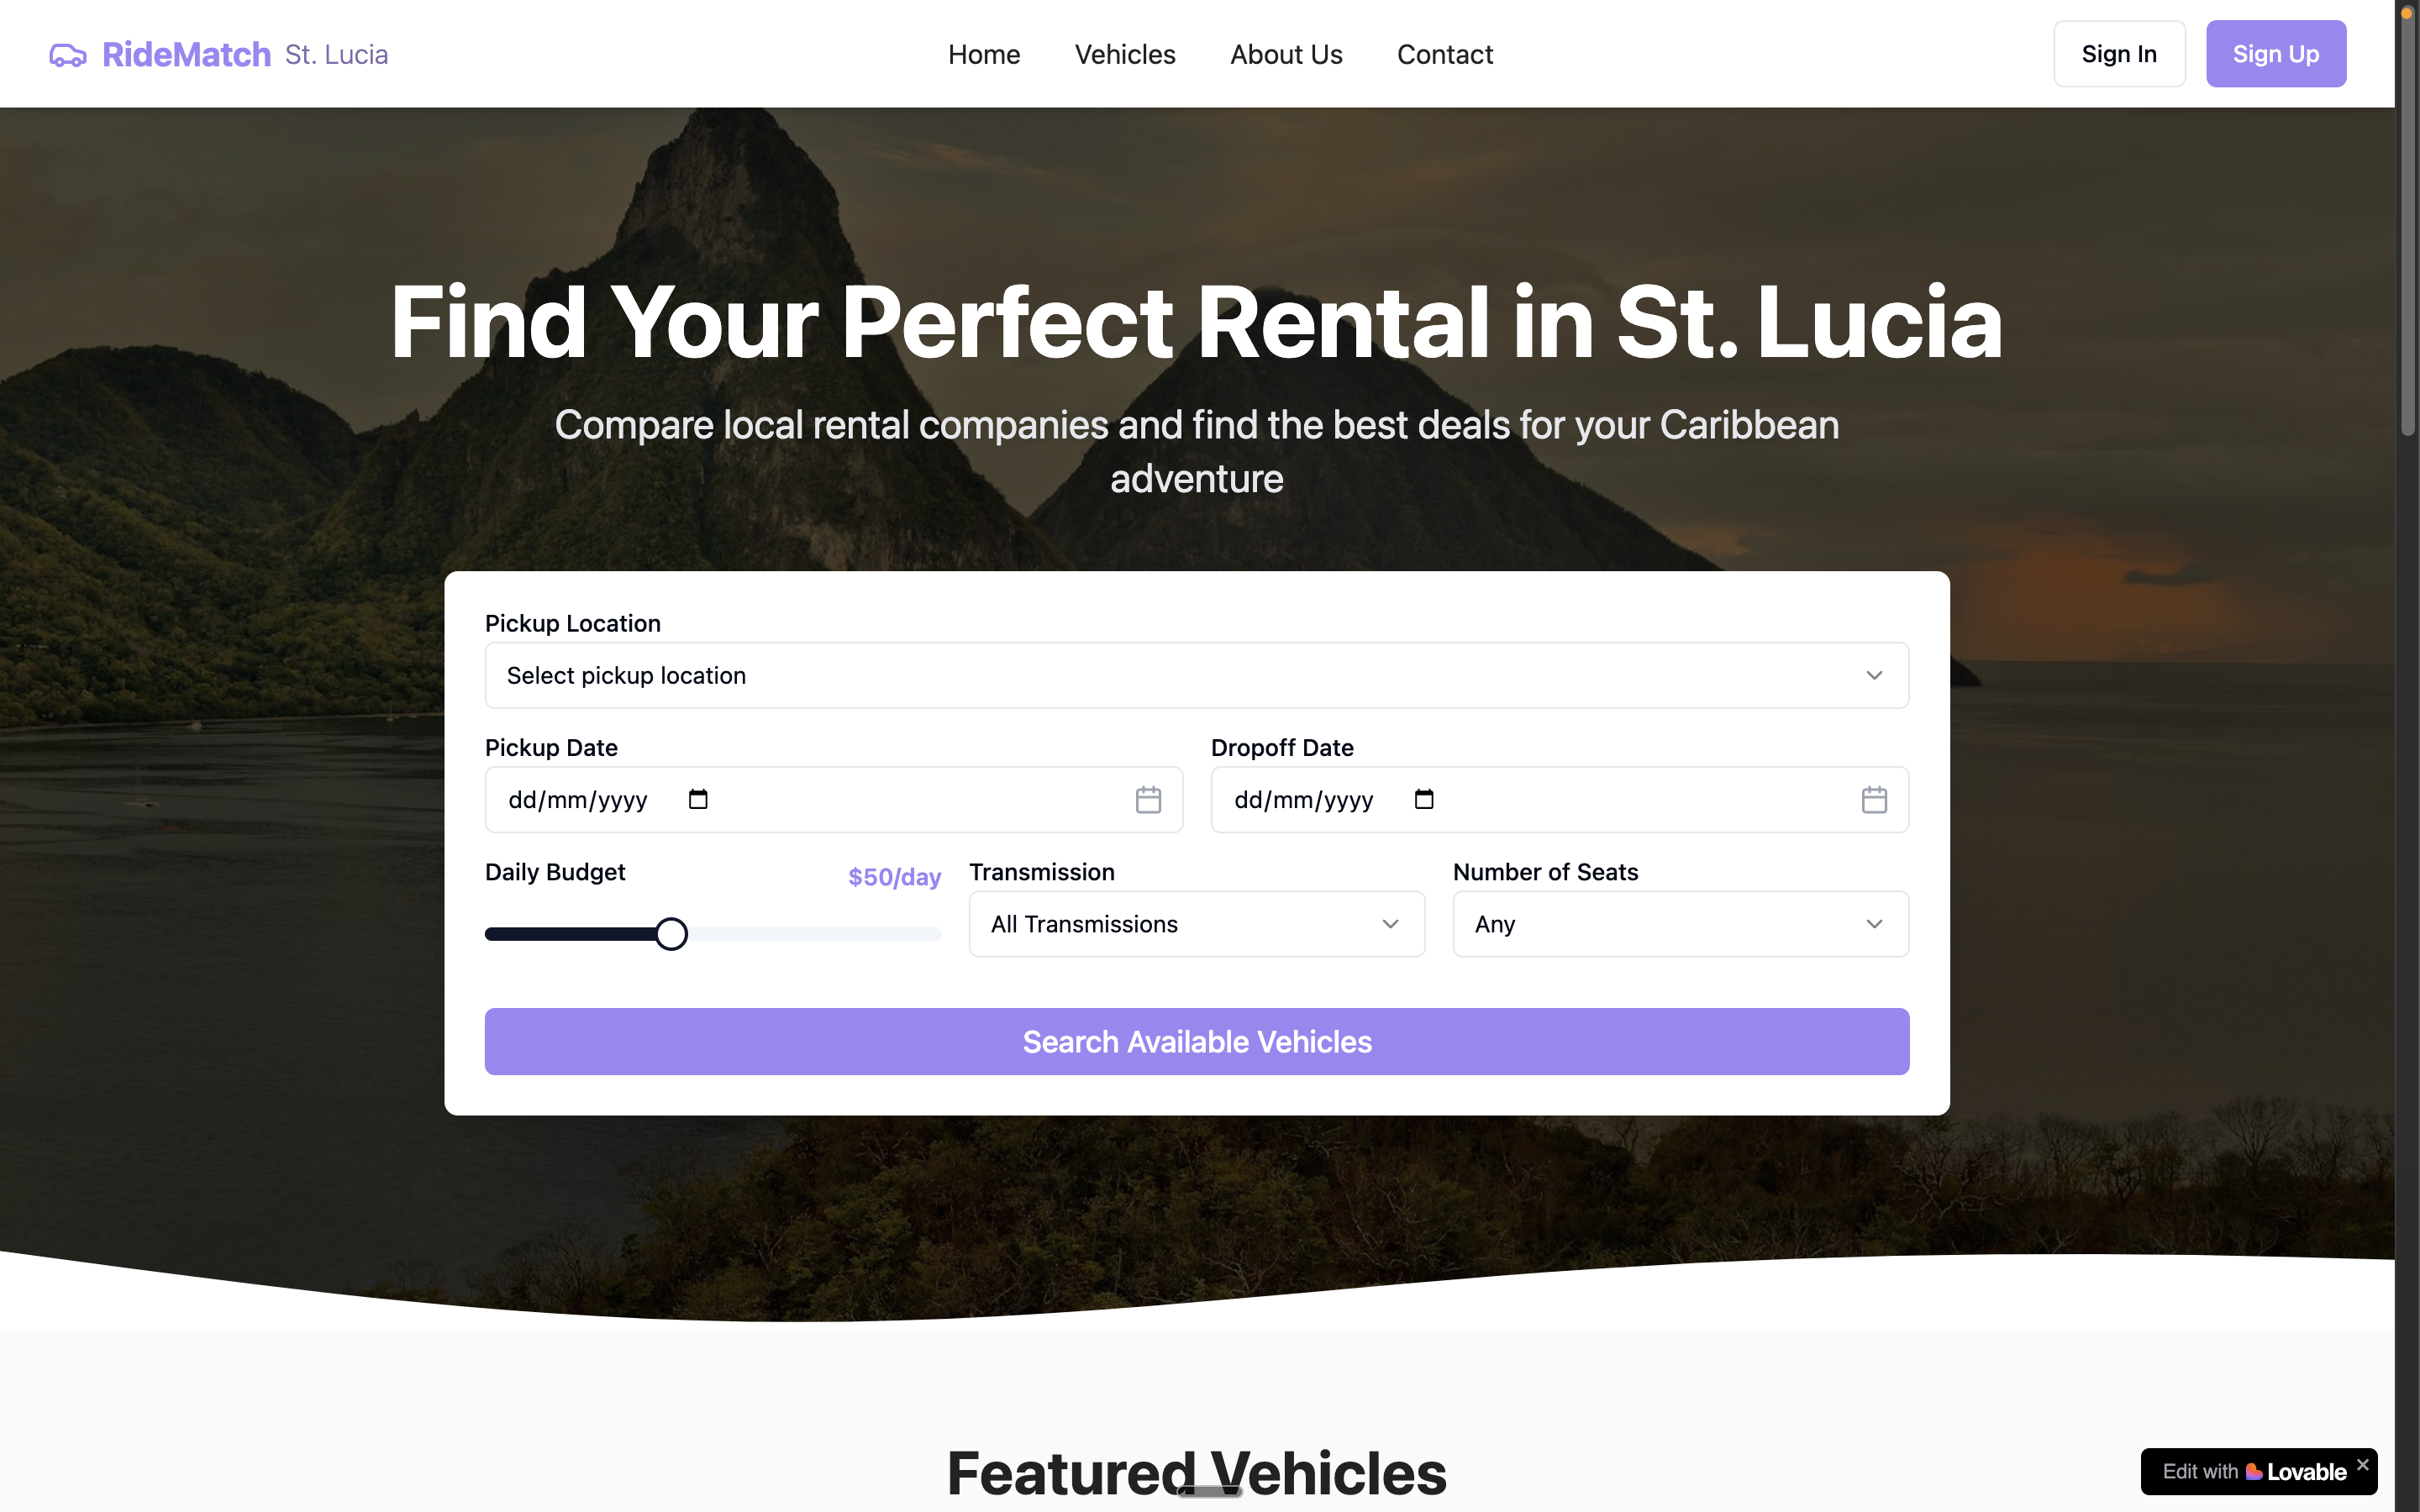 RideMatch St. Lucia
Home Vehicles About Us Contact
Sign In Sign Up
Find Your Perfect Rental in St. Lucia
Compare local rental companies and find the best deals for your Caribbean
adventure
Pickup Location
Select pickup location
Pickup Date Dropoff Date
dd/mm/yyyy dd/mm/yyyy
Daily Budget $50/day Transmission Number of Seats
All Transmissions Any
Search Available Vehicles
Featured Vehicles
Edit with Lovable